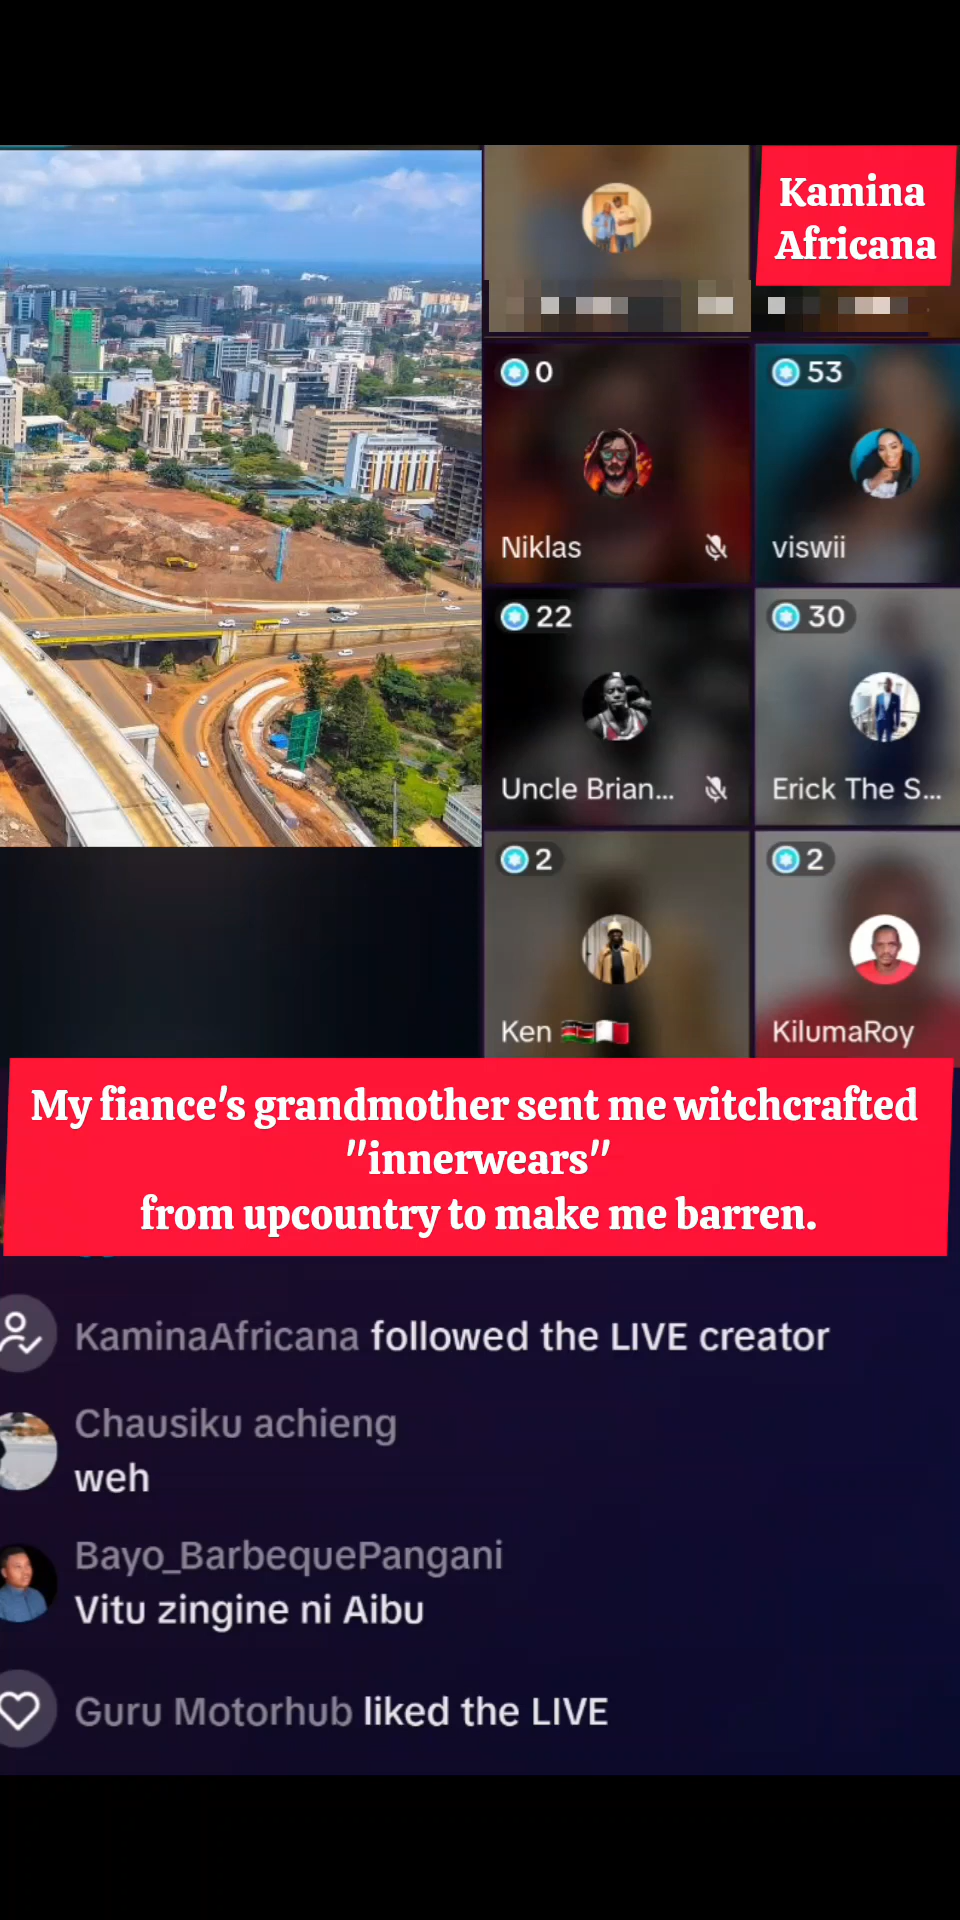 Kamina
Africana
0
53
Niklas
viswii
22
30
Uncle Brian...
Erick The S...
2
2
Ken 🇰🇪🇲🇹
KilumaRoy
My fiance's grandmother sent me witchcrafted
"innerwears"
from upcountry to make me barren.
KaminaAfricana followed the LIVE creator
Chausiku achieng
weh
Bayo_BarbequePangani
Vitu zingine ni Aibu
Guru Motorhub liked the LIVE